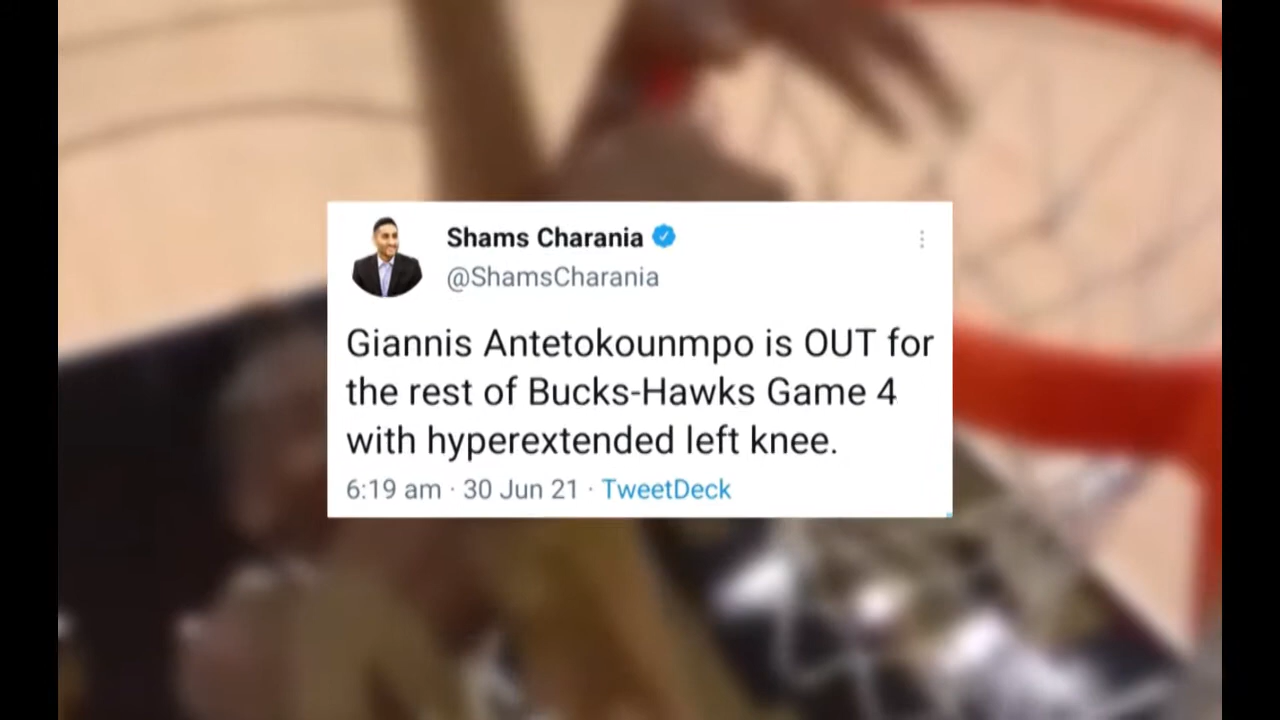 Shams Charania
@ShamsCharania
Giannis Antetokounmpo is OUT for
the rest of Bucks-Hawks Game 4
with hyperextended left knee.
6:19 am · 30 Jun 21 · TweetDeck